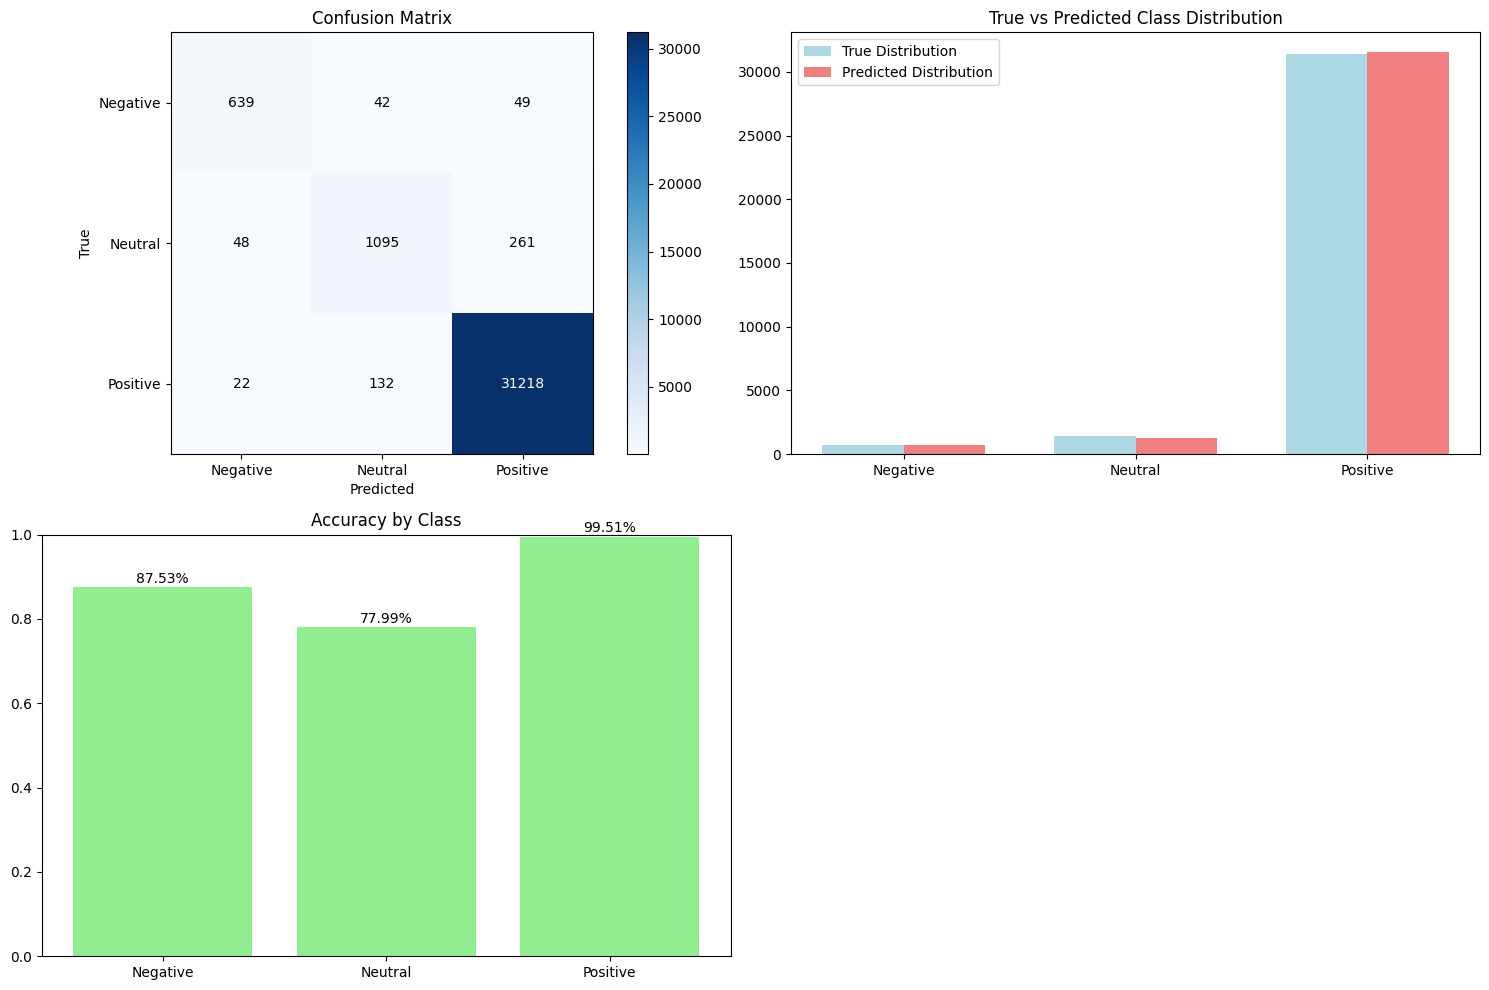 Confusion Matrix
Negative
639
42
49
Neutral
48
1095
261
Positive
22
132
31218
Negative
Neutral
Positive
Predicted
True
30000
25000
20000
15000
10000
5000
True vs Predicted Class Distribution
True Distribution
Predicted Distribution
30000
25000
20000
15000
10000
5000
0
Negative
Neutral
Positive
Accuracy by Class
87.53%
77.99%
99.51%
1.0
0.8
0.6
0.4
0.2
0.0
Negative
Neutral
Positive